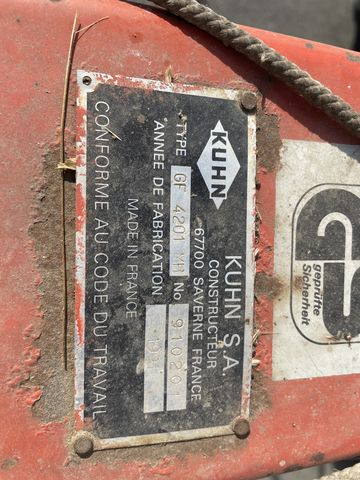 KUHN
KUHN S.A.
CONSTRUCTEUR
67700 SAVERNE FRANCE
TYPE GF 4201 MH No
ANNEE DE FABRICATION
MADE IN FRANCE
CONFORME AU CODE DU TRAVAIL
geprüfte
Sicherheit